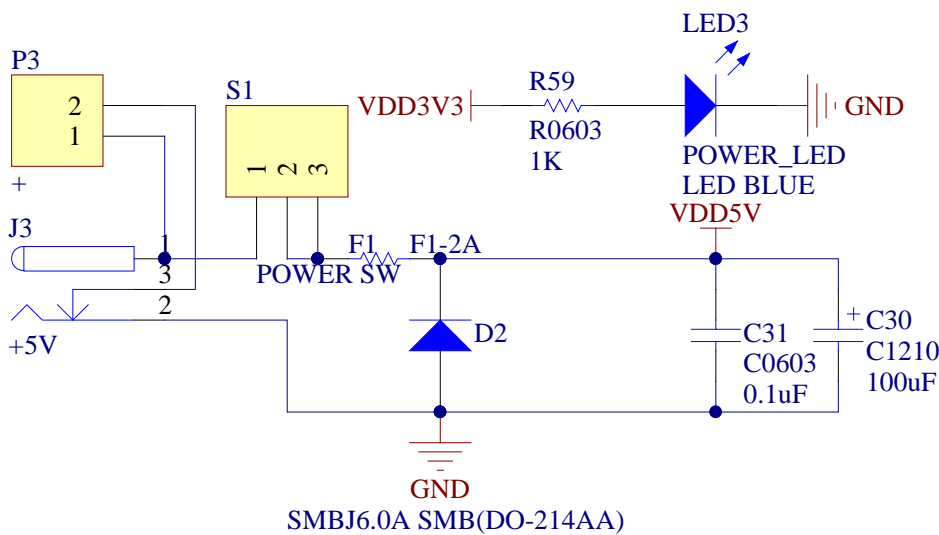 LED3
P3
2
1
+
S1
1
2
3
VDD3V3
R59
R0603
1K
GND
POWER_LED
LED BLUE
VDD5V
J3
1
3
2
+5V
POWER SW
F1
F1-2A
D2
C31
C0603
0.1uF
+
C30
C1210
100uF
GND
SMBJ6.0A SMB(DO-214AA)